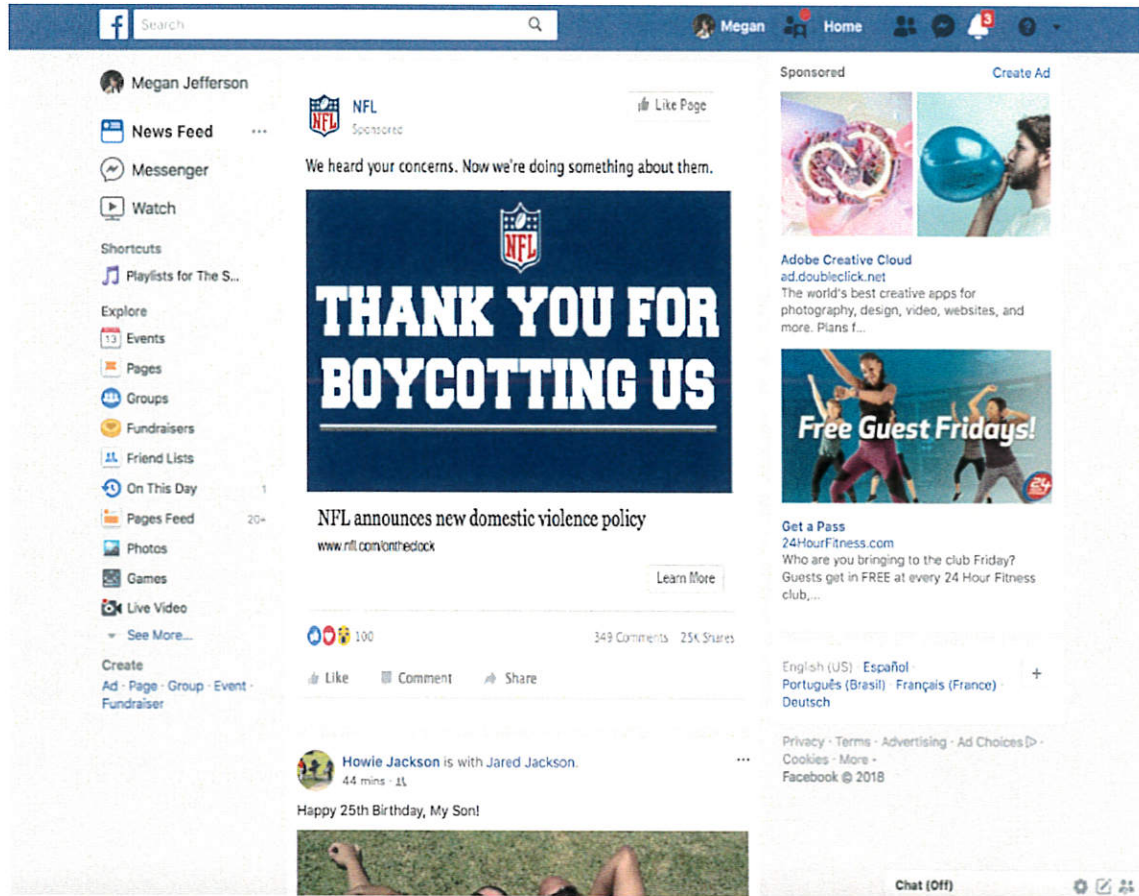 f
Search
Megan
Home
3
Megan Jefferson
News Feed
Messenger
Watch
Shortcuts
Playlists for The S...
Explore
13 Events
Pages
Groups
Fundraisers
Friend Lists
On This Day 1
Pages Feed 20+
Photos
Games
Live Video
See More...
Create
Ad · Page · Group · Event ·
Fundraiser
NFL
NFL
Sponsored
Like Page
We heard your concerns. Now we're doing something about them.
NFL
THANK YOU FOR
BOYCOTTING US
NFL announces new domestic violence policy
www.nfl.com/ontheclock
Learn More
100
349 Comments 25K Shares
Like Comment Share
Howie Jackson is with Jared Jackson.
44 mins ·
Happy 25th Birthday, My Son!
Sponsored
Create Ad
Adobe Creative Cloud
ad.doubleclick.net
The world's best creative apps for
photography, design, video, websites, and
more. Plans f...
Free Guest Fridays!
24
Get a Pass
24HourFitness.com
Who are you bringing to the club Friday?
Guests get in FREE at every 24 Hour Fitness
club,...
English (US) · Español ·
Português (Brasil) · Français (France) ·
Deutsch
+
Privacy · Terms · Advertising · Ad Choices ·
Cookies · More ·
Facebook © 2018
Chat (Off)